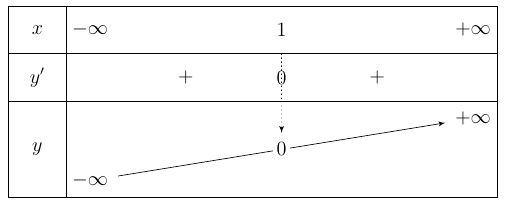 x −∞ 1 +∞
y′ + 0 +
+∞
y 0
−∞